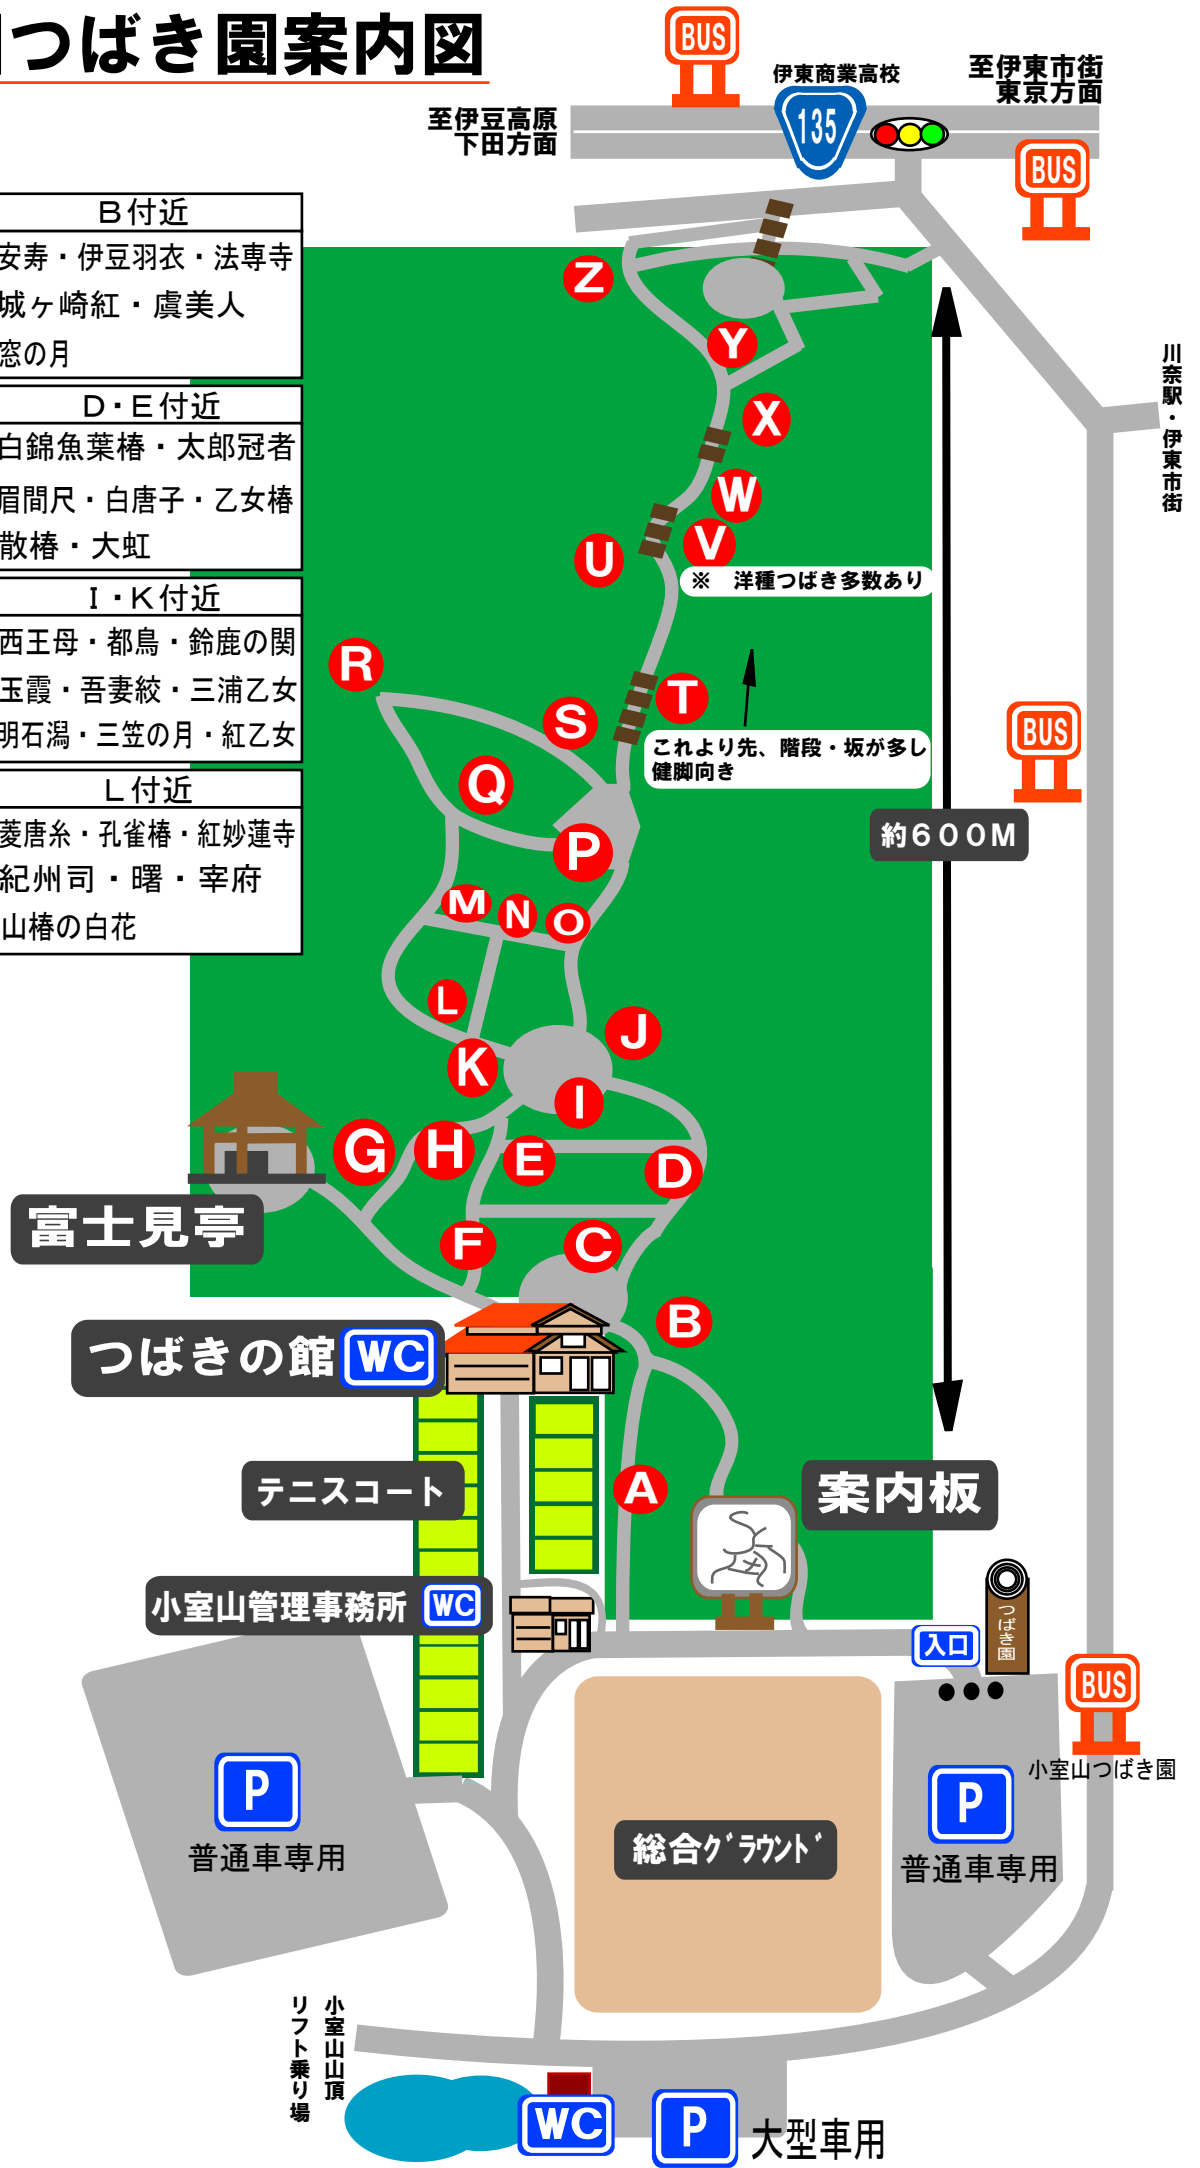 つばき園案内図
BUS
伊東商業高校
至伊東市街
東京方面
至伊豆高原
下田方面
135
BUS
B付近
安寿・伊豆羽衣・法専寺
城ヶ崎紅・虞美人
窓の月
D・E付近
白錦魚葉椿・太郎冠者
眉間尺・白唐子・乙女椿
散椿・大虹
I・K付近
西王母・都鳥・鈴鹿の関
玉霞・吾妻絞・三浦乙女
明石潟・三笠の月・紅乙女
L付近
菱唐糸・孔雀椿・紅妙蓮寺
紀州司・曙・宰府
山椿の白花
川奈駅・伊東市街
Z
Y
X
W
V
U
※　洋種つばき多数あり
R
T
S
これより先、階段・坂が多し
健脚向き
BUS
Q
約600M
P
M
N
O
L
J
K
I
G
H
E
D
富士見亭
F
C
B
つばきの館 WC
テニスコート
A
案内板
小室山管理事務所 WC
つばき園
入口
BUS
小室山つばき園
P
普通車専用
P
普通車専用
総合グラウンド
小室山山頂
リフト乗り場
WC
P
大型車用